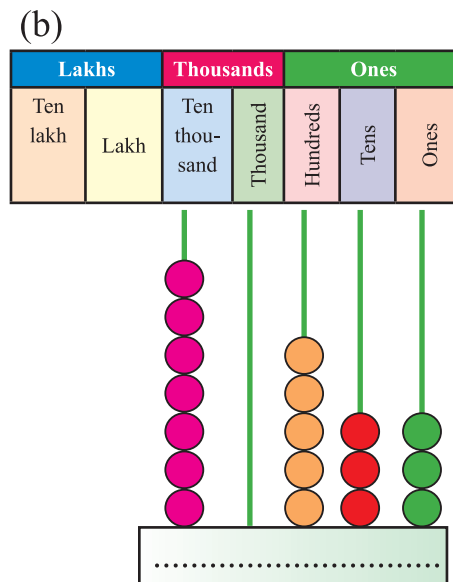 (b)
Lakhs Thousands Ones
Ten
lakh
Lakh
Ten
thou-
sand
Thousand
Hundreds
Tens
Ones
........................................